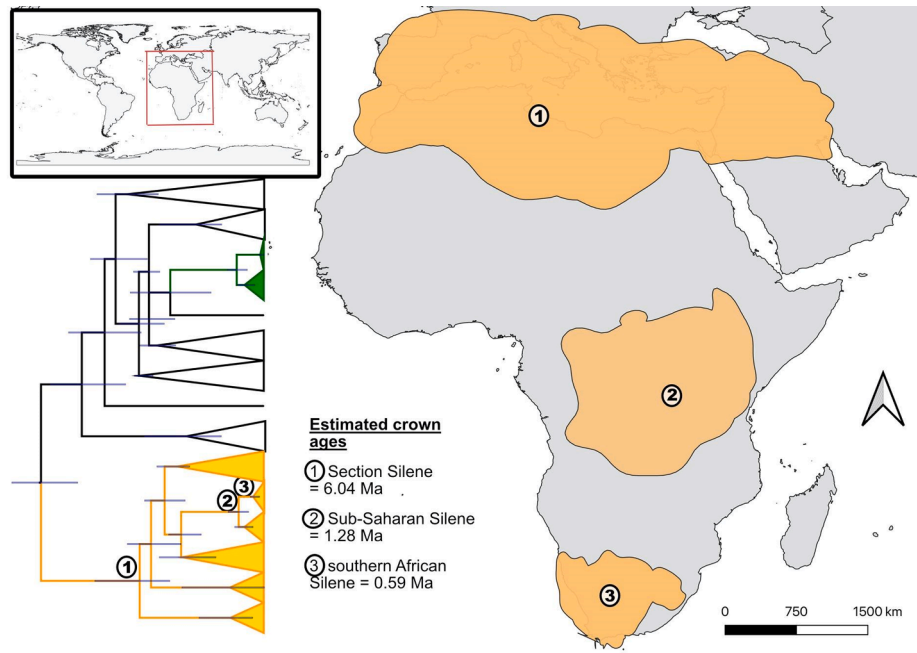 1
2
3
3
2
1
Estimated crown
ages
1 Section Silene
= 6.04 Ma
2 Sub-Saharan Silene
= 1.28 Ma
3 southern African
Silene = 0.59 Ma
0 750 1500 km